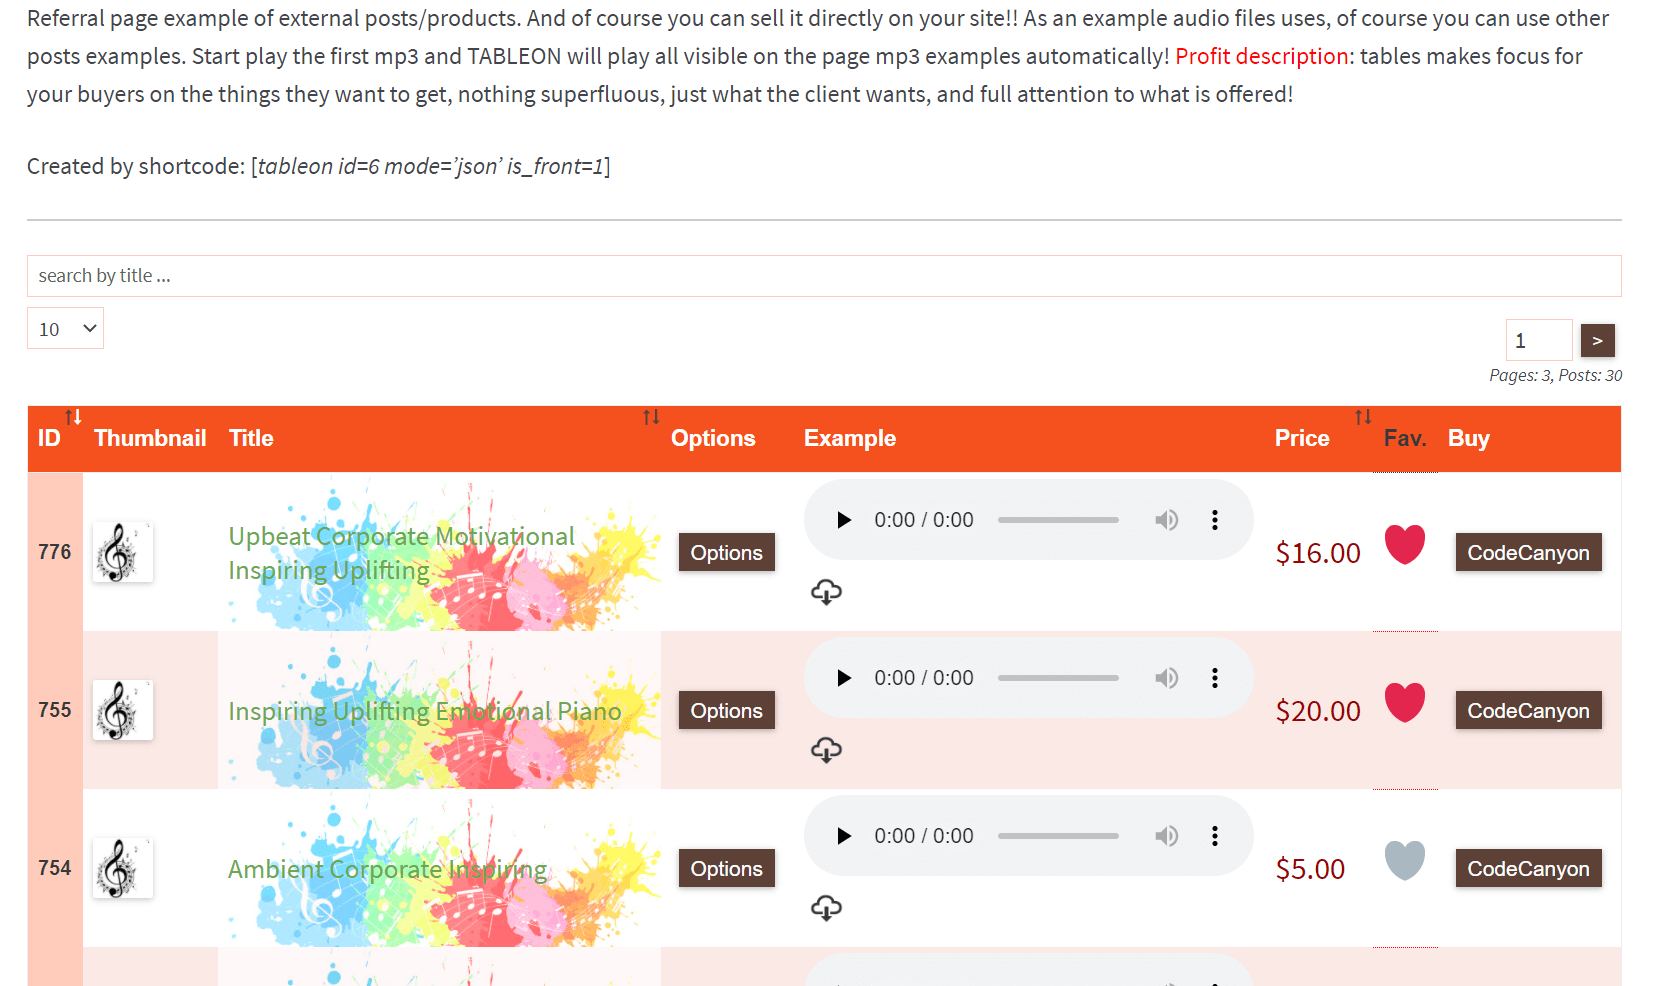 Referral page example of external posts/products. And of course you can sell it directly on your site!! As an example audio files uses, of course you can use other
posts examples. Start play the first mp3 and TABLEON will play all visible on the page mp3 examples automatically! Profit description: tables makes focus for
your buyers on the things they want to get, nothing superfluous, just what the client wants, and full attention to what is offered!
Created by shortcode: [tableon id=6 mode=’json’ is_front=1]
search by title ...
10
1 >
Pages: 3, Posts: 30
ID Thumbnail Title Options Example Price Fav. Buy
776 Upbeat Corporate Motivational
Inspiring Uplifting Options 0:00 / 0:00 $16.00 CodeCanyon
755 Inspiring Uplifting Emotional Piano Options 0:00 / 0:00 $20.00 CodeCanyon
754 Ambient Corporate Inspiring Options 0:00 / 0:00 $5.00 CodeCanyon